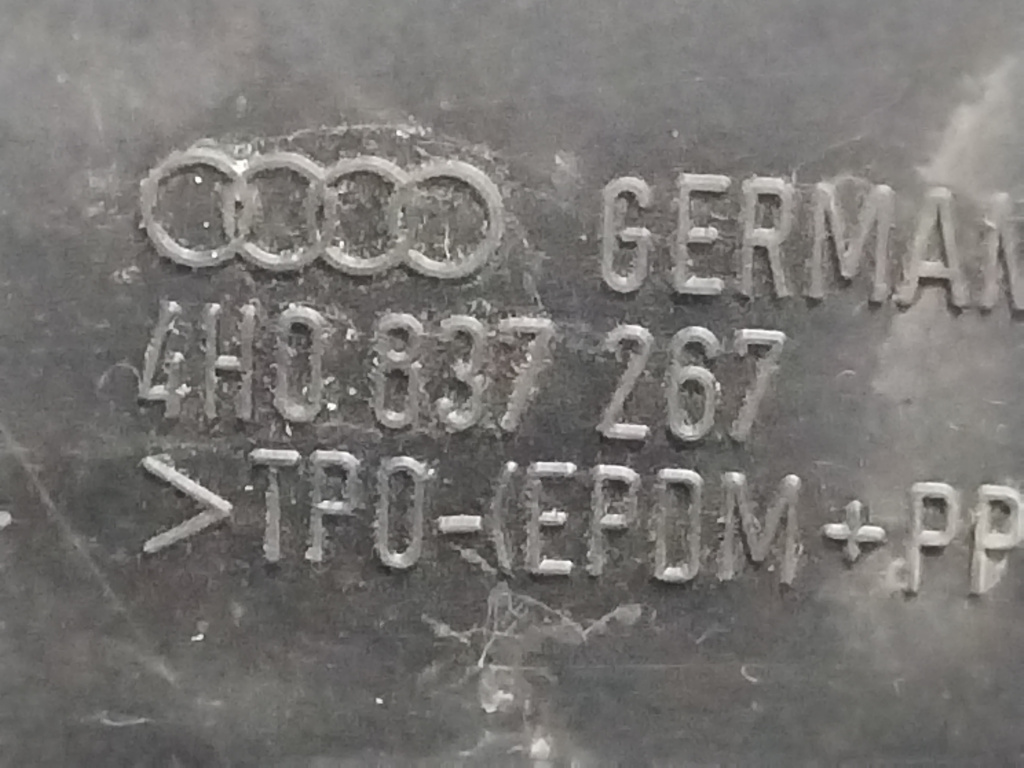 GERMAN
4H0 837 267
>TPO-(EPDM+PP